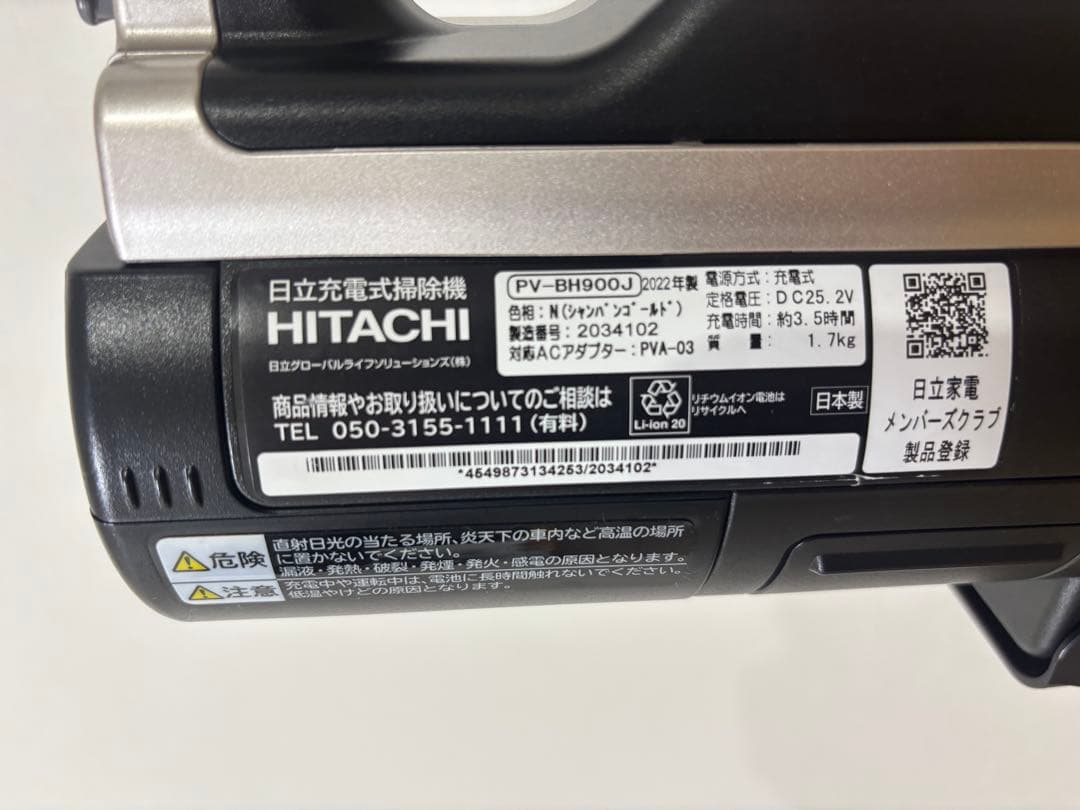 日立充電式掃除機
HITACHI
日立グローバルライフソリューションズ(株)
PV-BH900J 2022年製
色相:N(シャンパンゴールド)
製造番号:2034102
対応ACアダプター:PVA-03
電源方式:充電式
定格電圧:DC25.2V
充電時間:約3.5時間
質 量: 1.7kg
商品情報やお取り扱いについてのご相談は
TEL 050-3155-1111(有料)
Li-ion 20
リチウムイオン電池は
リサイクルへ
日本製
*4549873134253/2034102*
日立家電
メンバーズクラブ
製品登録
危険
直射日光の当たる場所、炎天下の車内など高温の場所
に置かないでください。
漏液・発熱・破裂・発煙・発火・感電の原因となります。
注意
充電中や運転中は、電池に長時間触れないでください。
低温やけどの原因となります。